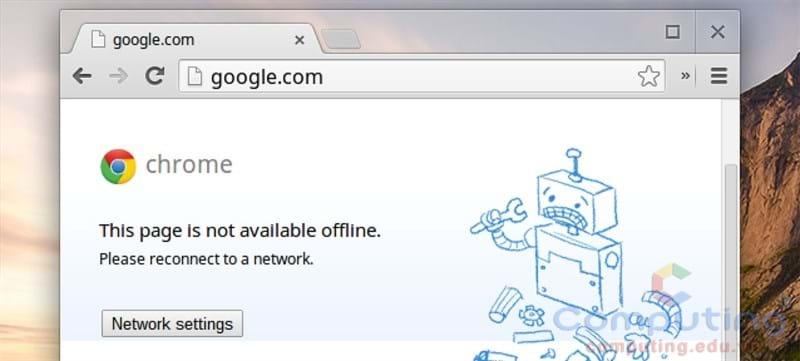 google.com
google.com
»
chrome
This page is not available offline.
Please reconnect to a network.
Network settings
Computing
computing.edu.v